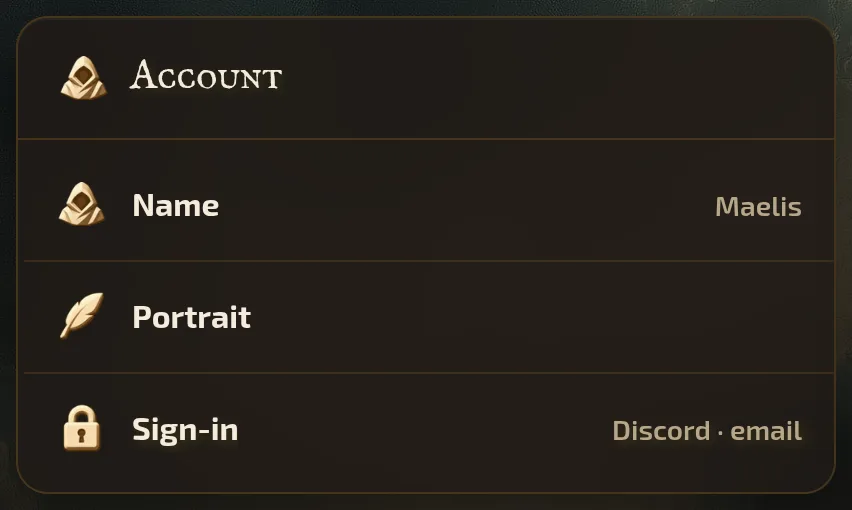 Account
Name
Maelis
Portrait
Sign-in
Discord · email